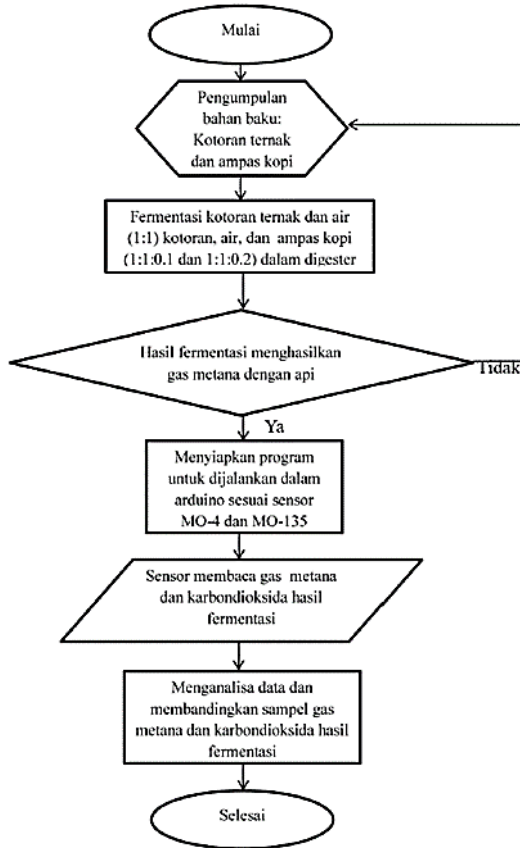 Mulai
Pengumpulan
bahan baku:
Kotoran ternak
dan ampas kopi
Fermentasi kotoran ternak dan air
(1:1) kotoran, air, dan ampas kopi
(1:1:0.1 dan 1:1:0.2) dalam digester
Hasil fermentasi menghasilkan
gas metana dengan api
Tidak
Ya
Menyiapkan program
untuk dijalankan dalam
arduino sesuai sensor
MO-4 dan MO-135
Sensor membaca gas metana
dan karbondioksida hasil
fermentasi
Menganalisa data dan
membandingkan sampel gas
metana dan karbondioksida hasil
fermentasi
Selesai